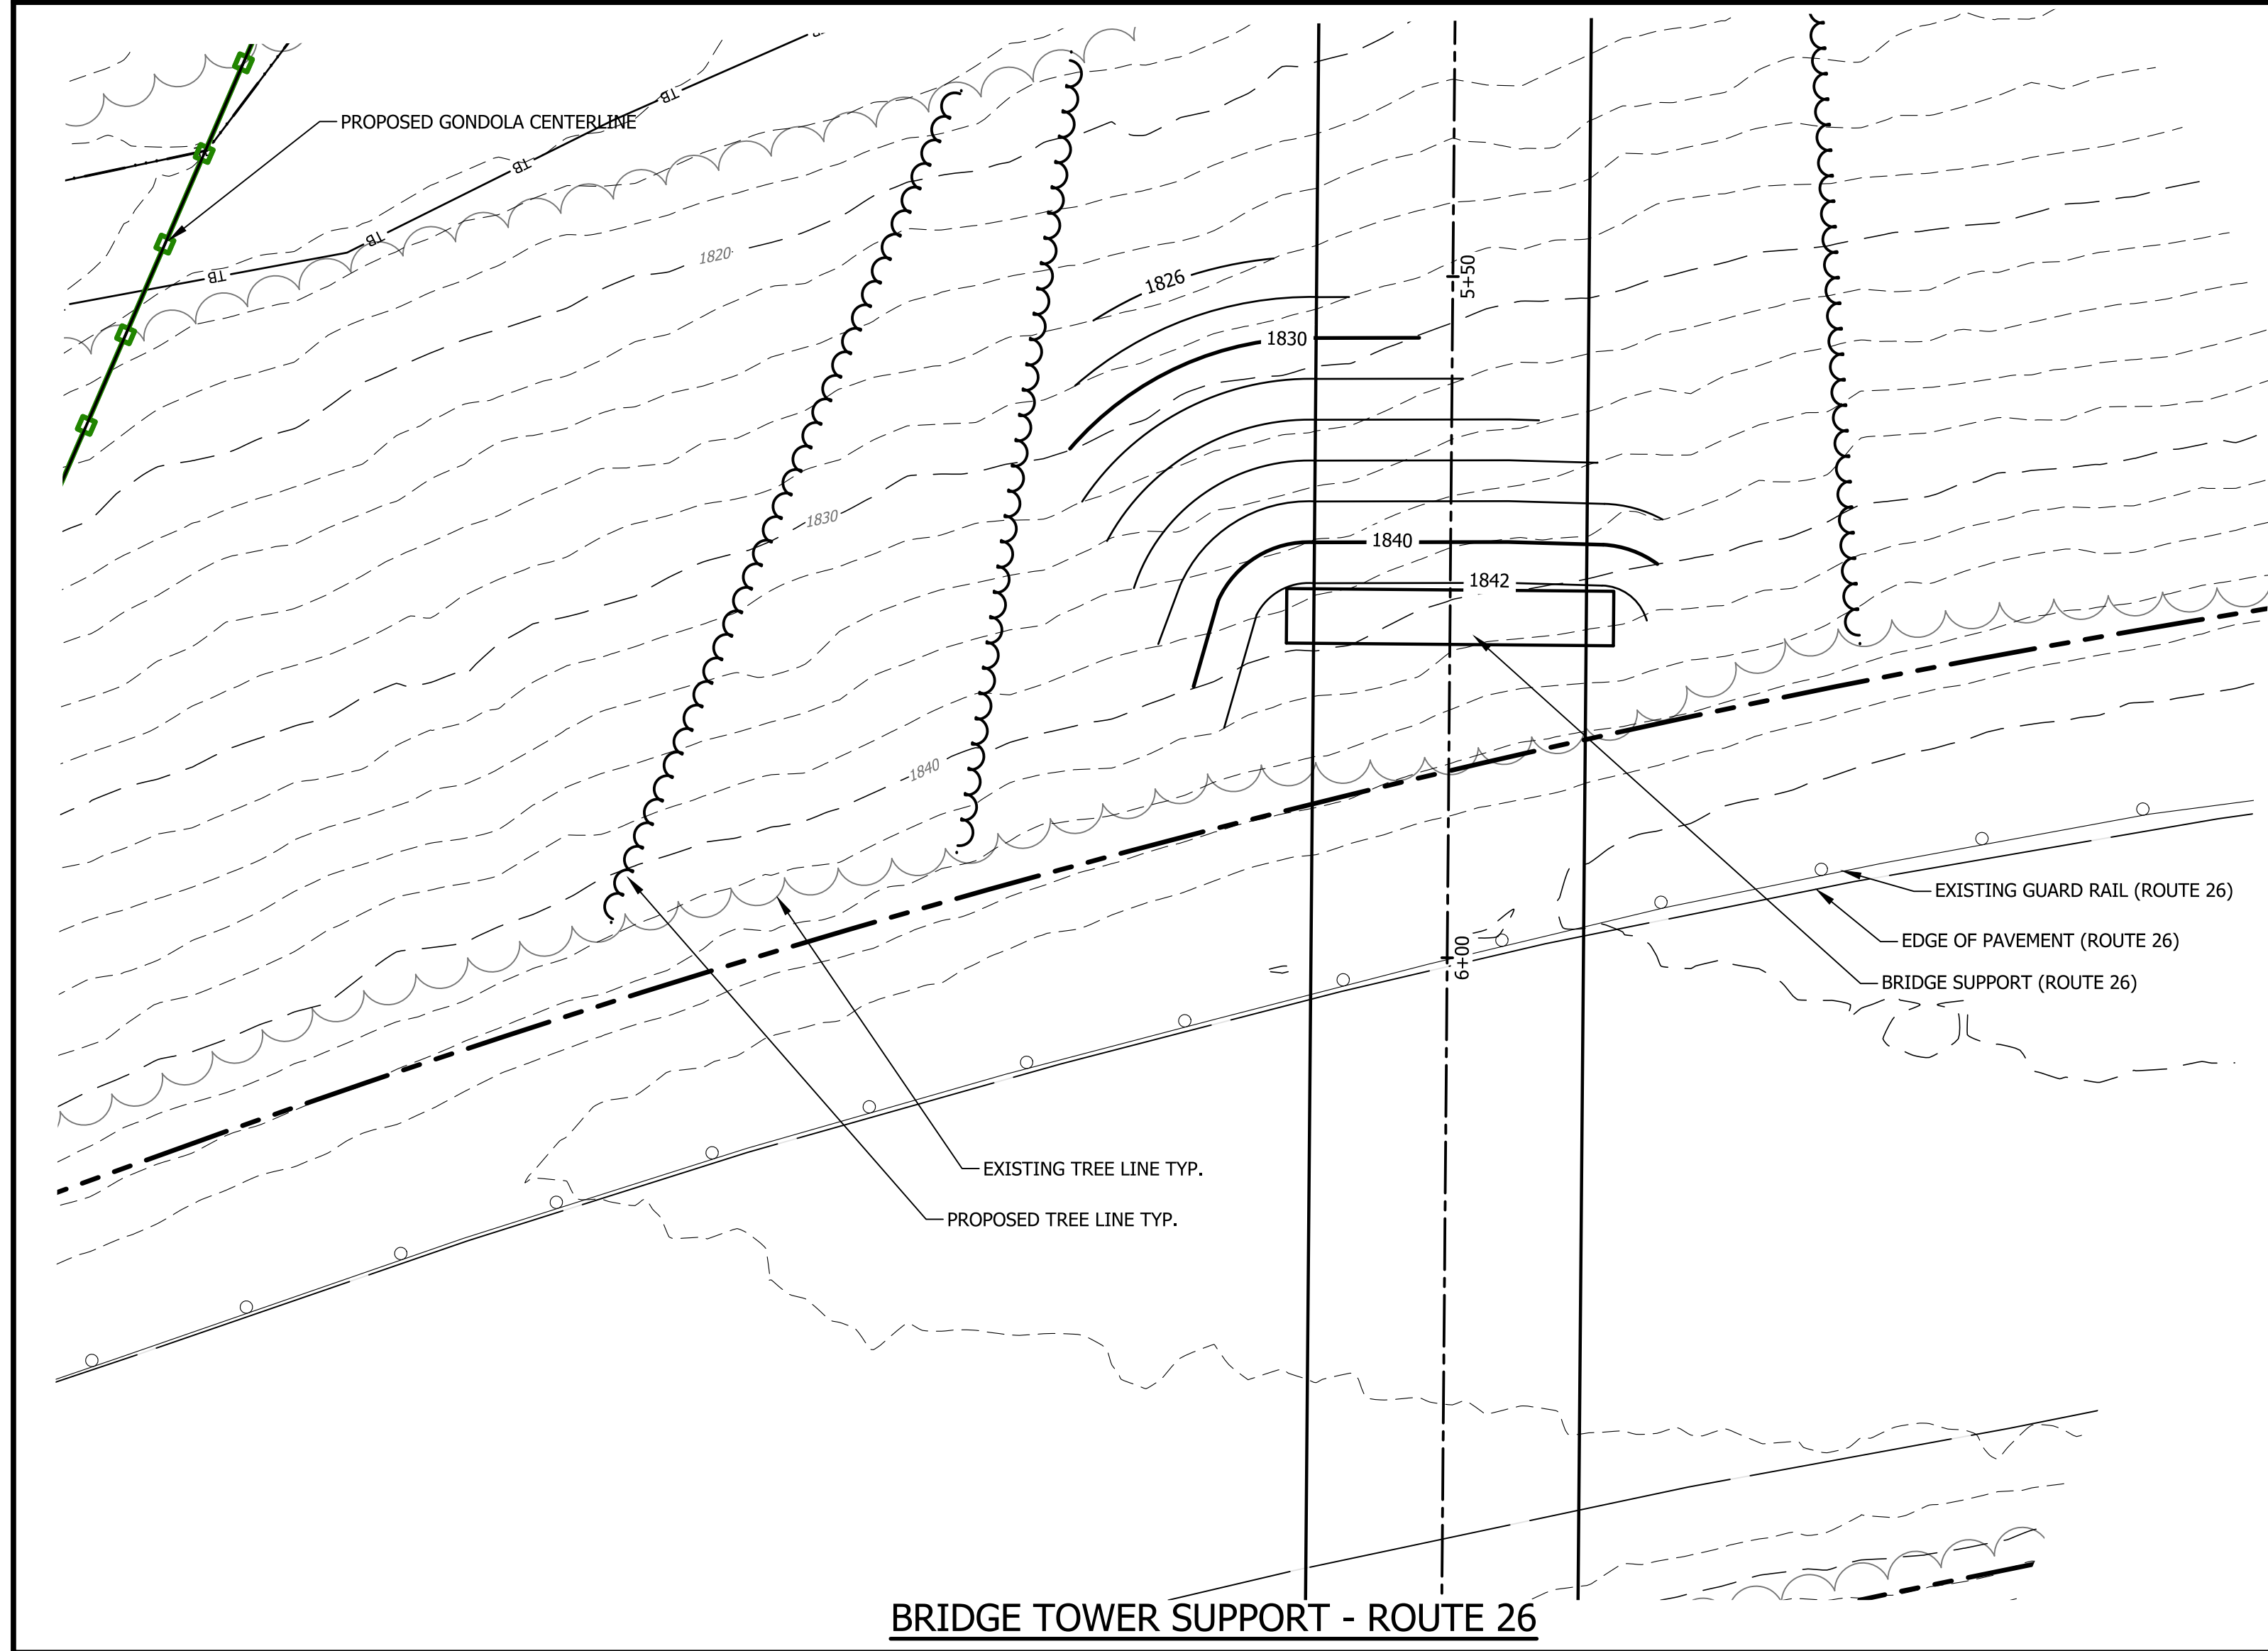 TB
PROPOSED GONDOLA CENTERLINE
TB
TB
TB
TB
1820
1826
5+50
1830
1830
1840
1842
1840
EXISTING GUARD RAIL (ROUTE 26)
EDGE OF PAVEMENT (ROUTE 26)
6+00
BRIDGE SUPPORT (ROUTE 26)
EXISTING TREE LINE TYP.
PROPOSED TREE LINE TYP.
BRIDGE TOWER SUPPORT - ROUTE 26